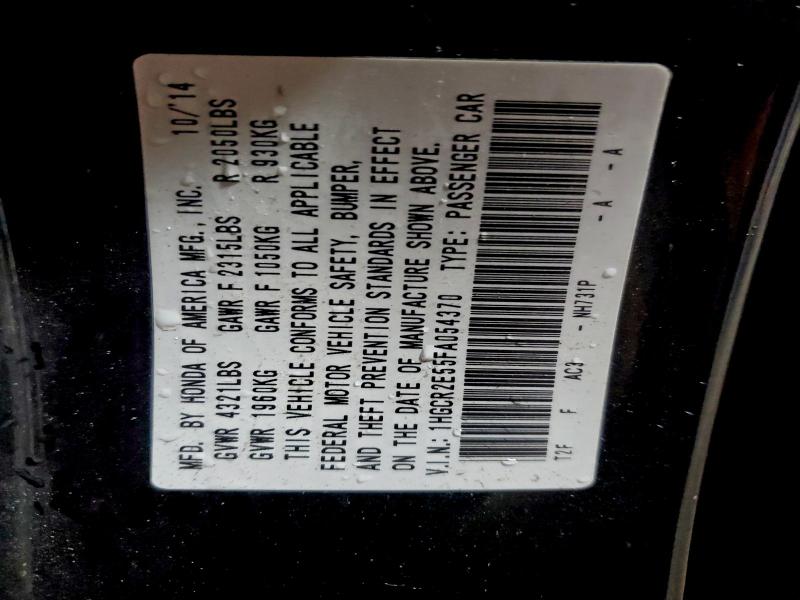 MFD. BY HONDA OF AMERICA MFG., INC. 10/'14
GVWR 4321LBS GAWR F 2315LBS R 2050LBS
GVWR 1960KG GAWR F 1050KG R 930KG
THIS VEHICLE CONFORMS TO ALL APPLICABLE
FEDERAL MOTOR VEHICLE SAFETY, BUMPER,
AND THEFT PREVENTION STANDARDS IN EFFECT
ON THE DATE OF MANUFACTURE SHOWN ABOVE.
V.I.N.: 1HGCR2E55FA054370 TYPE: PASSENGER CAR
T2F F AC3 - NH731P - A - A